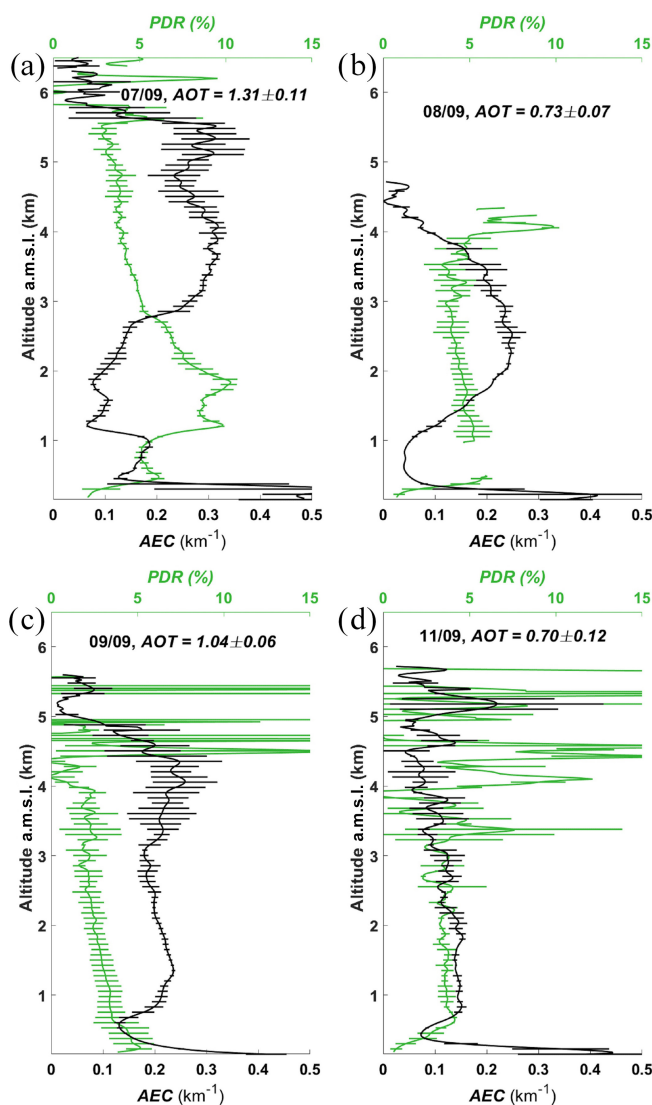 PDR (%)
0 5 10 15
(a)
07/09, AOT = 1.31±0.11
Altitude a.m.s.l. (km)
6
5
4
3
2
1
0 0.1 0.2 0.3 0.4 0.5
AEC (km⁻¹)
PDR (%)
0 5 10 15
(b)
08/09, AOT = 0.73±0.07
Altitude a.m.s.l. (km)
6
5
4
3
2
1
0 0.1 0.2 0.3 0.4 0.5
AEC (km⁻¹)
PDR (%)
0 5 10 15
(c)
09/09, AOT = 1.04±0.06
Altitude a.m.s.l. (km)
6
5
4
3
2
1
0 0.1 0.2 0.3 0.4 0.5
AEC (km⁻¹)
PDR (%)
0 5 10 15
(d)
11/09, AOT = 0.70±0.12
Altitude a.m.s.l. (km)
6
5
4
3
2
1
0 0.1 0.2 0.3 0.4 0.5
AEC (km⁻¹)